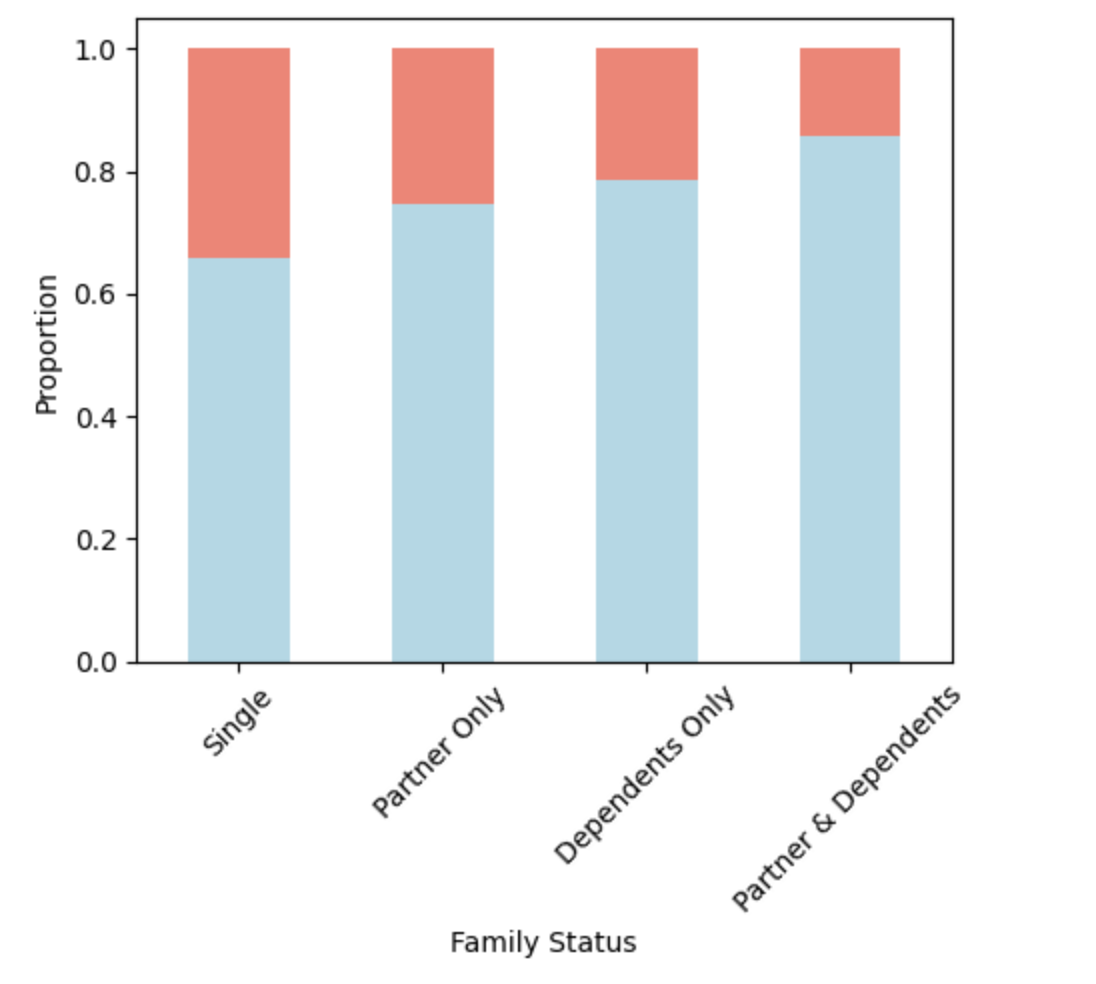 1.0
0.8
0.6
0.4
0.2
0.0
Proportion
Single
Partner Only
Dependents Only
Partner & Dependents
Family Status